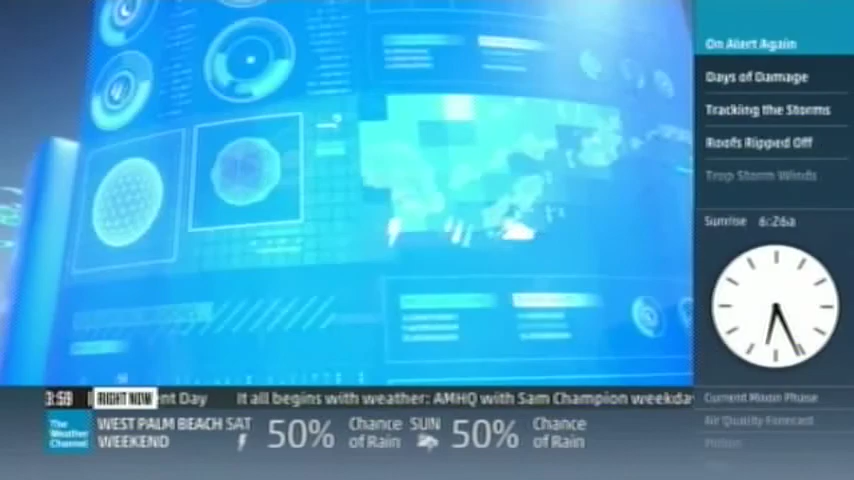 On Alert Again
Days of Damage
Tracking the Storms
Roofs Ripped Off
Trop Storm Winds
Sunrise 6:26a
3:59 RIGHT NOW nt Day It all begins with weather: AMHQ with Sam Champion weekday
The
Weather
Channel
WEST PALM BEACH
WEEKEND
SAT
50%
Chance
of Rain
SUN
50%
Chance
of Rain
Current Moon Phase
Air Quality Forecast
Pollen